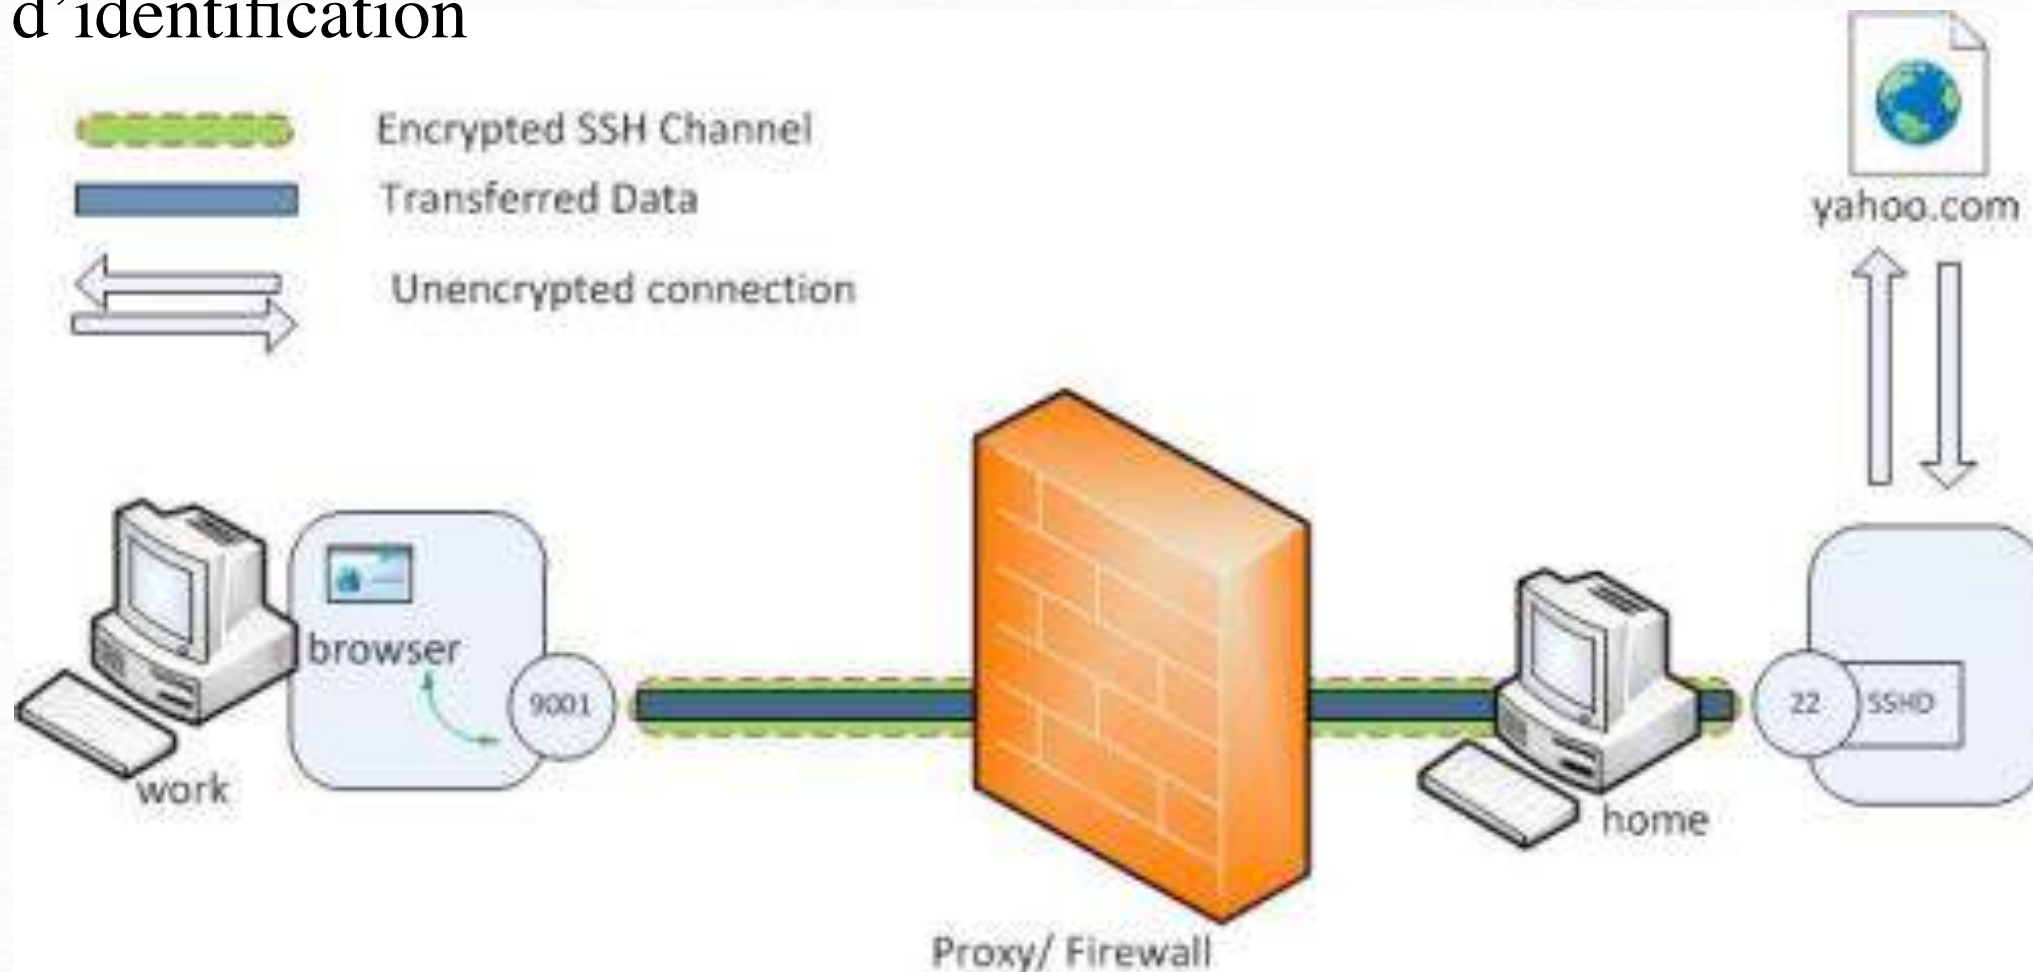 d’identification
Encrypted SSH Channel
Transferred Data
Unencrypted connection
yahoo.com
browser
9001
22
SSHD
work
home
Proxy/ Firewall